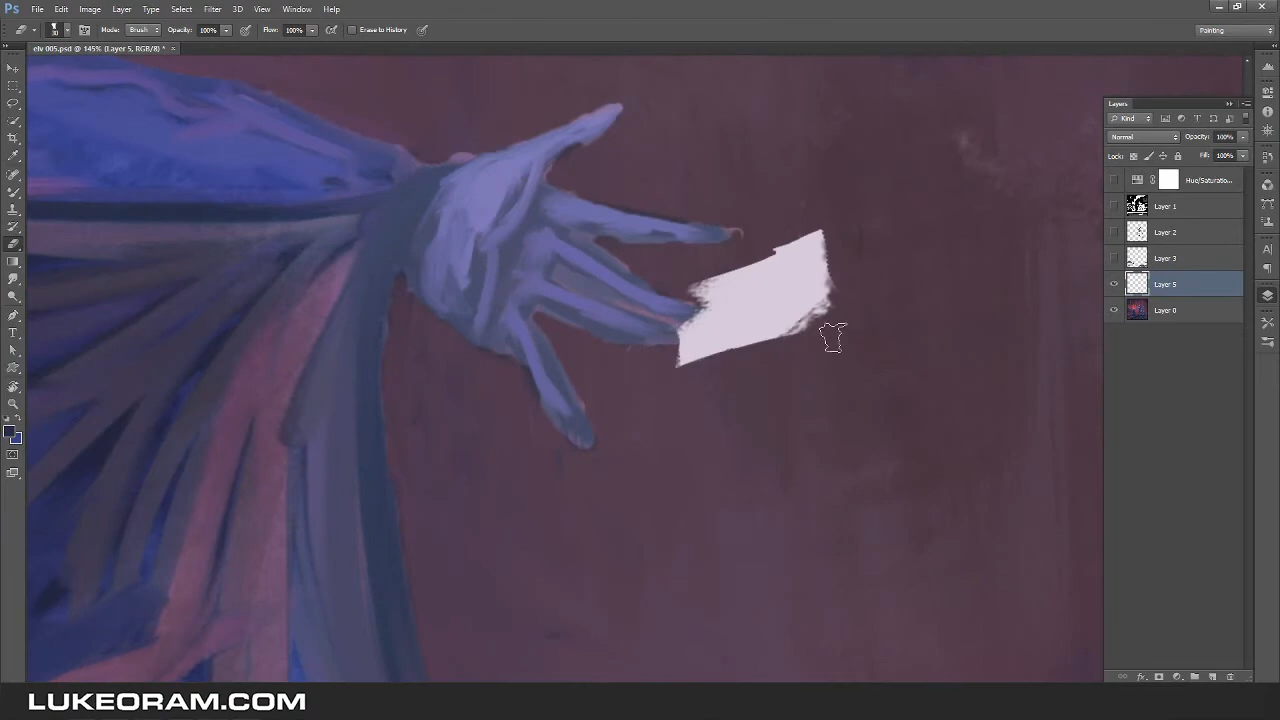 Ps File Edit Image Layer Type Select Filter 3D View Window Help
30 Mode: Brush Opacity: 100% Flow: 100% Erase to History Painting
elv 005.psd @ 145% (Layer 5, RGB/8) * ×
Layers
Kind
Normal Opacity: 100%
Lock: Fill: 100%
Hue/Saturatio...
Layer 1
Layer 2
Layer 3
Layer 5
Layer 0
LUKEORAM.COM